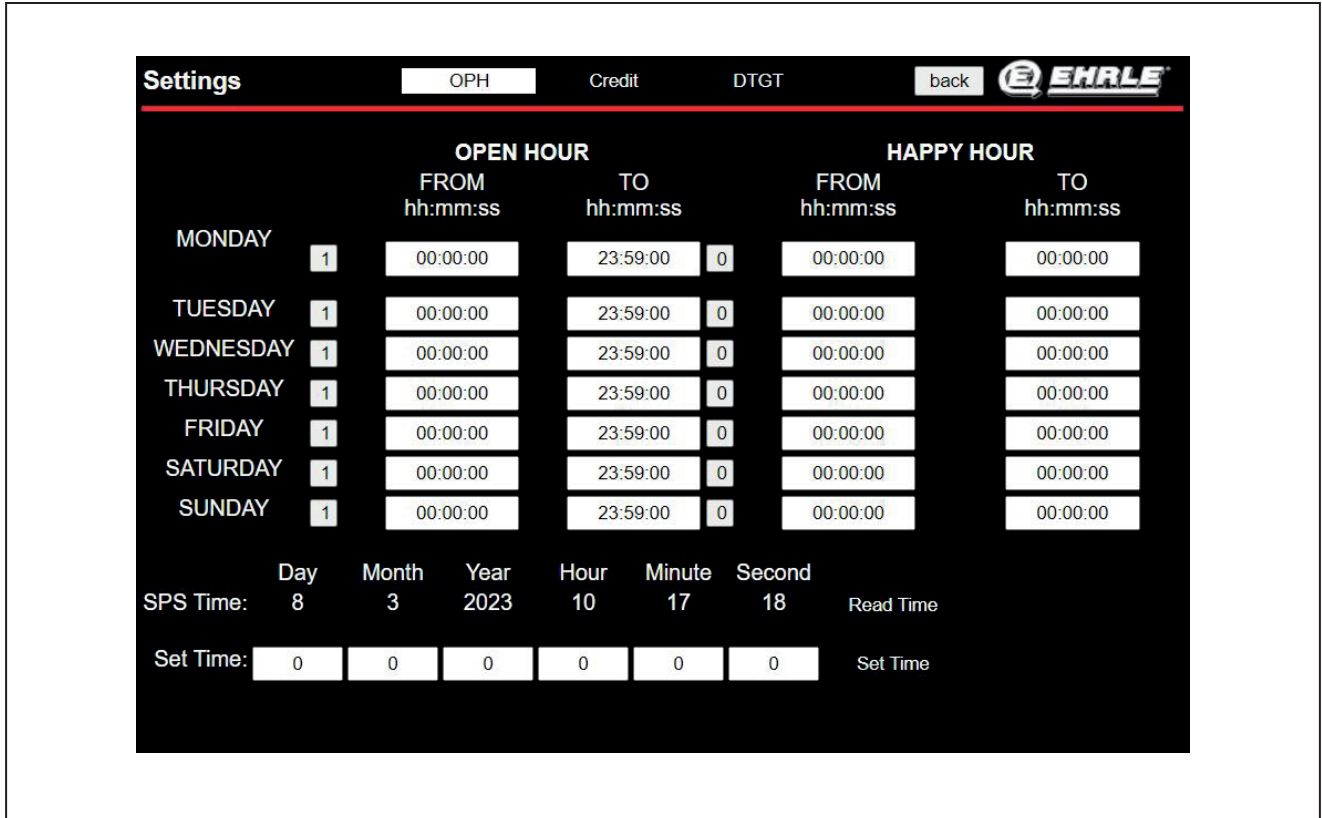 Settings OPH Credit DTGT back EHRLE
OPEN HOUR HAPPY HOUR
FROM TO FROM TO
hh:mm:ss hh:mm:ss hh:mm:ss hh:mm:ss
MONDAY 1 00:00:00 23:59:00 0 00:00:00 00:00:00
TUESDAY 1 00:00:00 23:59:00 0 00:00:00 00:00:00
WEDNESDAY 1 00:00:00 23:59:00 0 00:00:00 00:00:00
THURSDAY 1 00:00:00 23:59:00 0 00:00:00 00:00:00
FRIDAY 1 00:00:00 23:59:00 0 00:00:00 00:00:00
SATURDAY 1 00:00:00 23:59:00 0 00:00:00 00:00:00
SUNDAY 1 00:00:00 23:59:00 0 00:00:00 00:00:00
Day Month Year Hour Minute Second
SPS Time: 8 3 2023 10 17 18 Read Time
Set Time: 0 0 0 0 0 0 Set Time